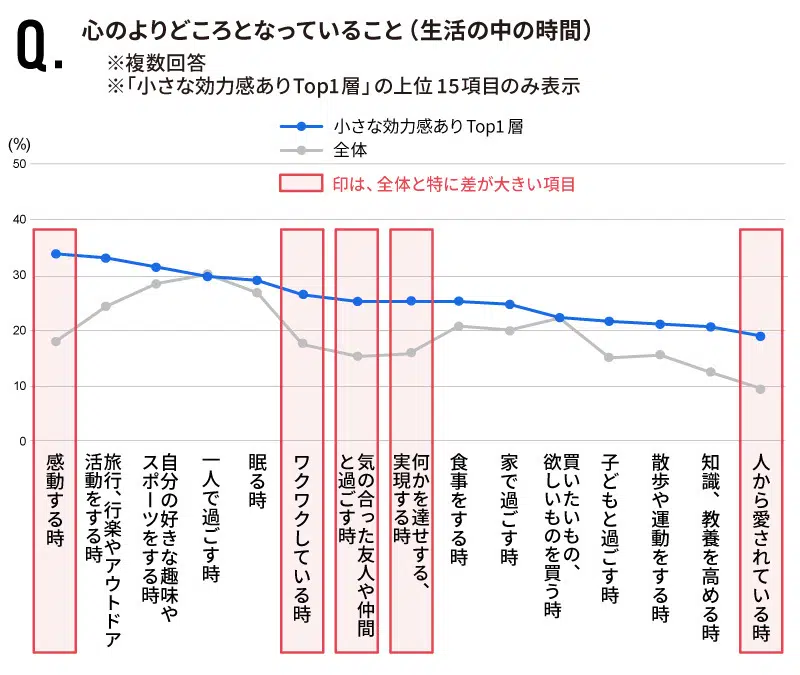 Q.
心のよりどころとなっていること（生活の中の時間）
※複数回答
※「小さな効力感ありTop1層」の上位15項目のみ表示
小さな効力感ありTop1層
全体
印は、全体と特に差が大きい項目
(%)
50
40
30
20
10
0
感動する時
旅行、行楽やアウトドア
活動をする時
自分の好きな趣味や
スポーツをする時
一人で過ごす時
眠る時
ワクワクしている時
気の合った友人や仲間
と過ごす時
何かを達せする、
実現する時
食事をする時
家で過ごす時
買いたいもの、
欲しいものを買う時
子どもと過ごす時
散歩や運動をする時
知識、教養を高める時
人から愛されている時